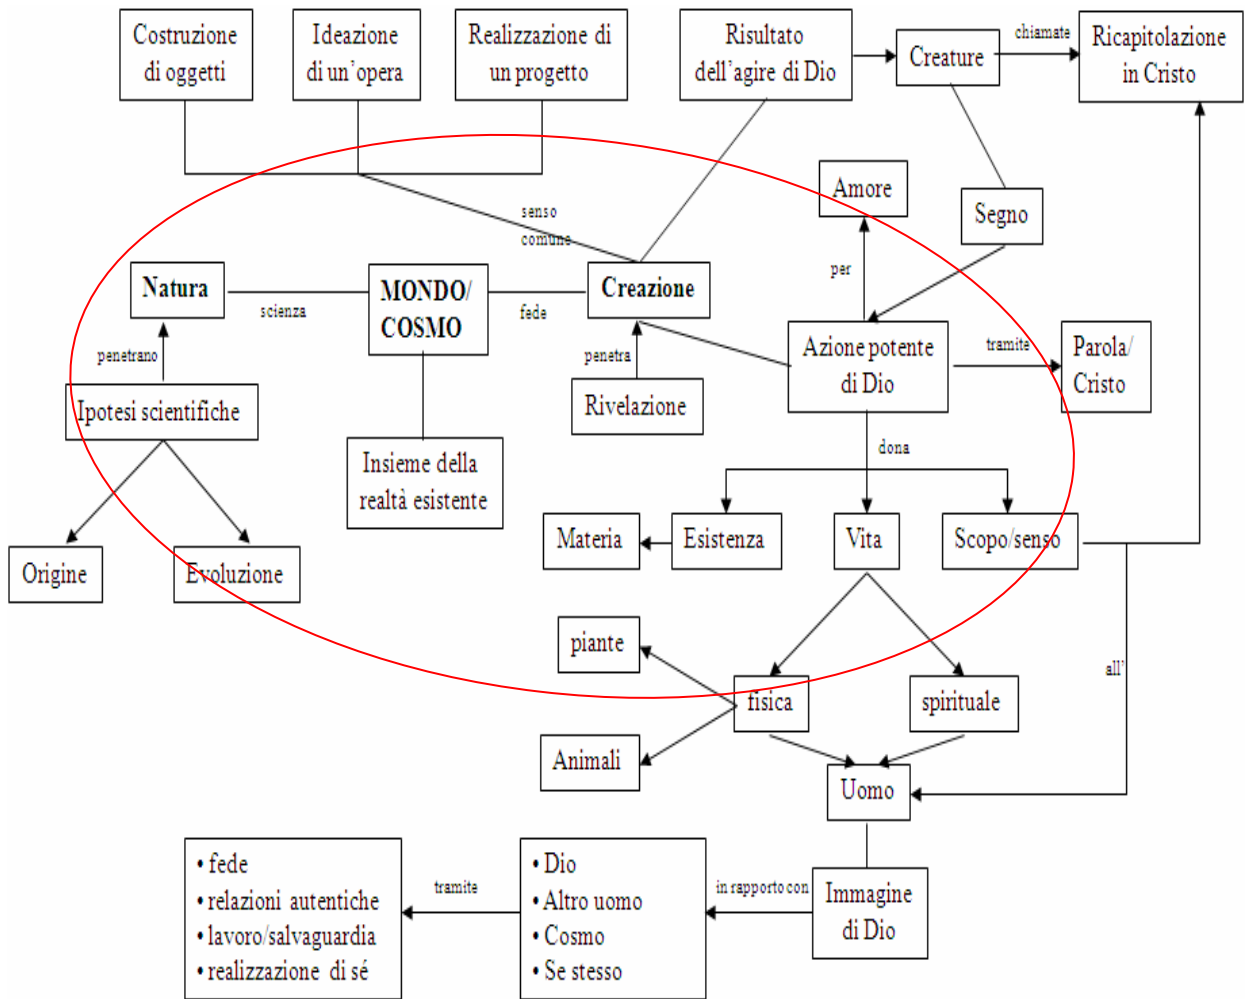 Costruzione
di oggetti
Ideazione
di un'opera
Realizzazione di
un progetto
Risultato
dell'agire di Dio
Creature
chiamate
Ricapitolazione
in Cristo
Amore
Segno
senso
comune
per
Natura
scienza
MONDO/
COSMO
fede
Creazione
penetrano
penetra
Azione potente
di Dio
tramite
Parola/
Cristo
Ipotesi scientifiche
Rivelazione
Insieme della
realtà esistente
dona
Materia
Esistenza
Vita
Scopo/senso
Origine
Evoluzione
piante
all'
fisica
spirituale
Animali
Uomo
• fede
• relazioni autentiche
• lavoro/salvaguardia
• realizzazione di sé
tramite
• Dio
• Altro uomo
• Cosmo
• Se stesso
in rapporto con
Immagine
di Dio